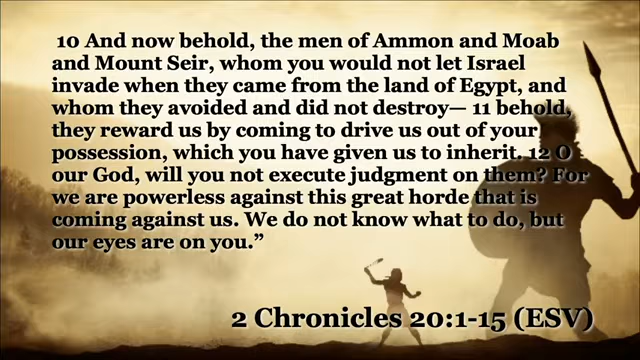 10 And now behold, the men of Ammon and Moab
and Mount Seir, whom you would not let Israel
invade when they came from the land of Egypt, and
whom they avoided and did not destroy— 11 behold,
they reward us by coming to drive us out of your
possession, which you have given us to inherit. 12 O
our God, will you not execute judgment on them? For
we are powerless against this great horde that is
coming against us. We do not know what to do, but
our eyes are on you.”
2 Chronicles 20:1-15 (ESV)